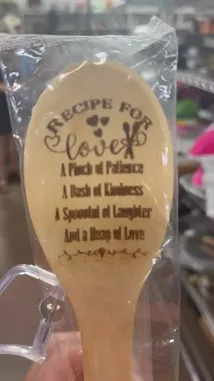 RECIPE FOR
love
A Pinch of Patience
A Dash of Kindness
A Spoonful of Laughter
And a Heap of Love